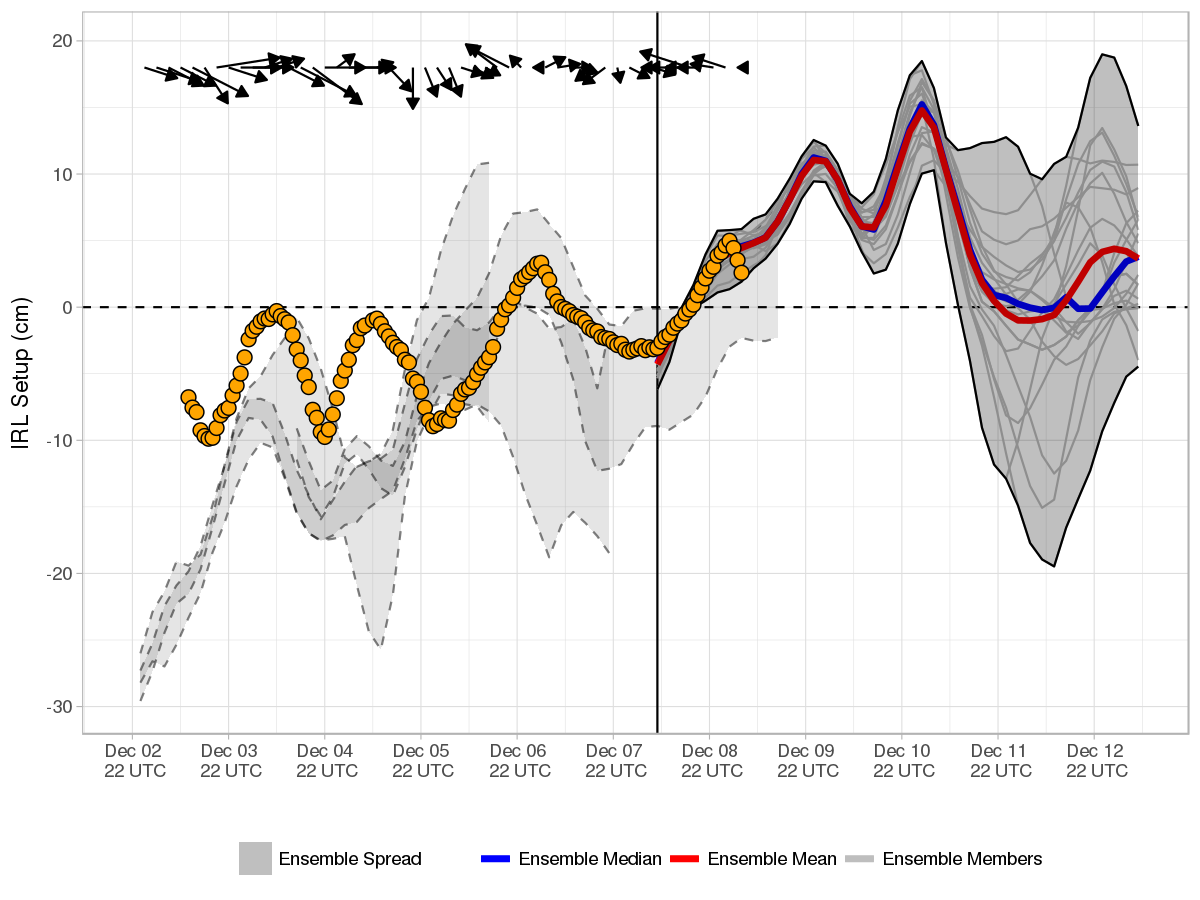 IRL Setup (cm)
20
10
0
-10
-20
-30
Dec 02 Dec 03 Dec 04 Dec 05 Dec 06 Dec 07 Dec 08 Dec 09 Dec 10 Dec 11 Dec 12
22 UTC 22 UTC 22 UTC 22 UTC 22 UTC 22 UTC 22 UTC 22 UTC 22 UTC 22 UTC 22 UTC
Ensemble Spread Ensemble Median Ensemble Mean Ensemble Members